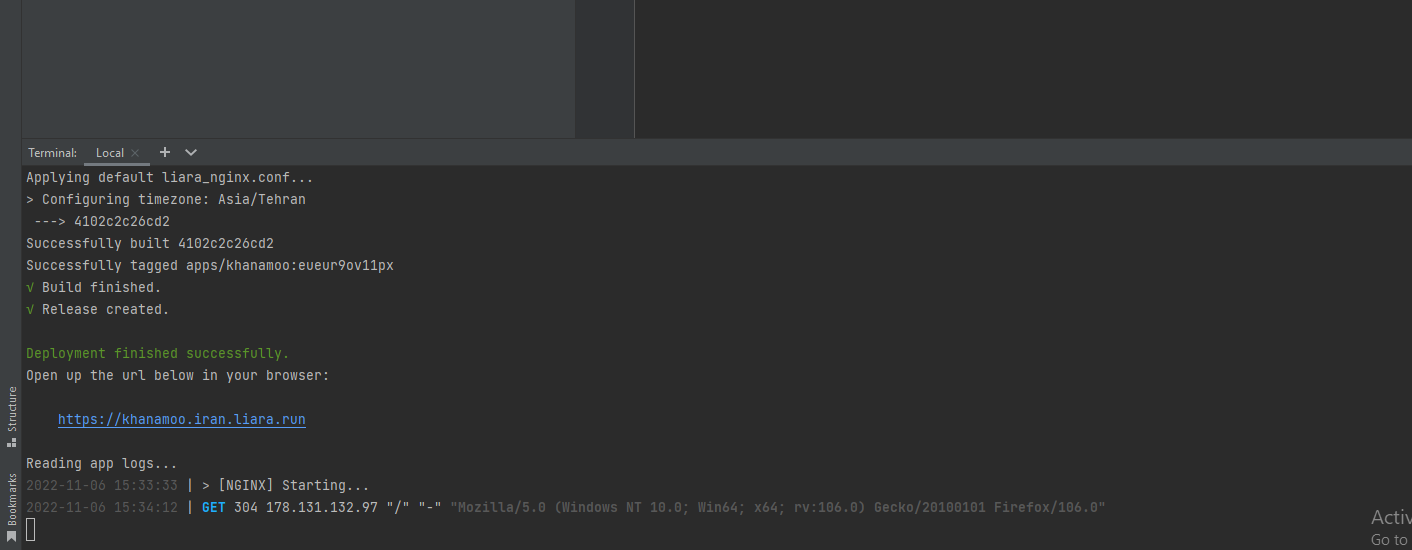 Terminal: Local
Applying default liara_nginx.conf...
> Configuring timezone: Asia/Tehran
---> 4102c2c26cd2
Successfully built 4102c2c26cd2
Successfully tagged apps/khanamoo:eueur9ov11px
√ Build finished.
√ Release created.
Deployment finished successfully.
Open up the url below in your browser:
https://khanamoo.iran.liara.run
Reading app logs...
2022-11-06 15:33:33 | > [NGINX] Starting...
2022-11-06 15:34:12 | GET 304 178.131.132.97 "/" "-" "Mozilla/5.0 (Windows NT 10.0; Win64; x64; rv:106.0) Gecko/20100101 Firefox/106.0"
Structure
Bookmarks
Activ
Go to